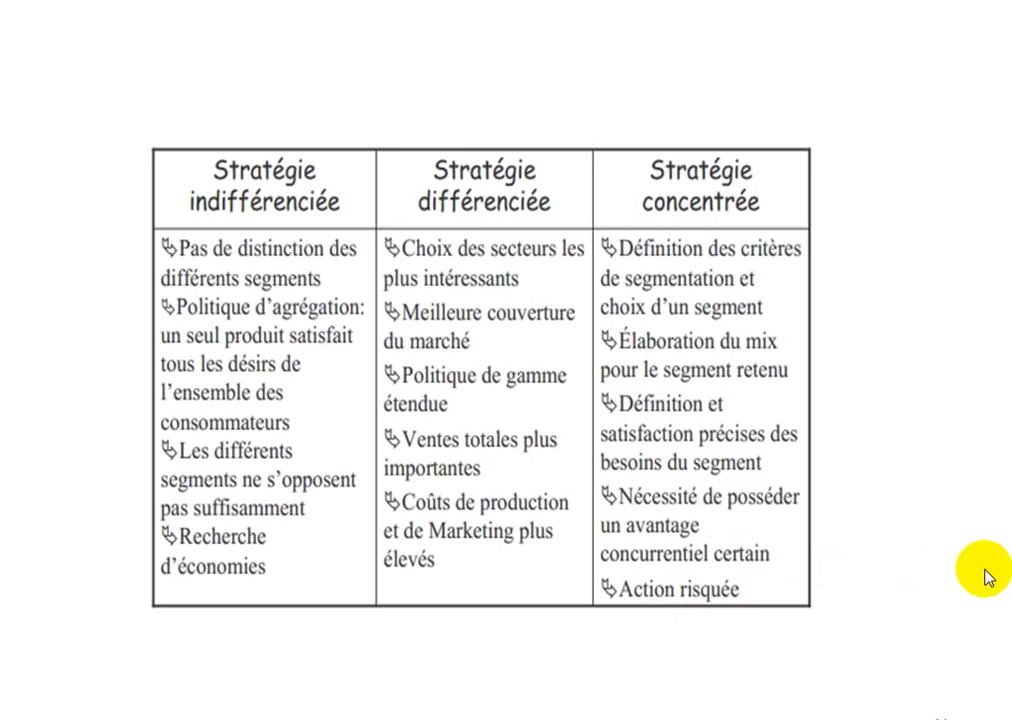 Stratégie
indifférenciée
Stratégie
différenciée
Stratégie
concentrée
Pas de distinction des
différents segments
Politique d’agrégation:
un seul produit satisfait
tous les désirs de
l’ensemble des
consommateurs
Les différents
segments ne s’opposent
pas suffisamment
Recherche
d’économies
Choix des secteurs les
plus intéressants
Meilleure couverture
du marché
Politique de gamme
étendue
Ventes totales plus
importantes
Coûts de production
et de Marketing plus
élevés
Définition des critères
de segmentation et
choix d’un segment
Élaboration du mix
pour le segment retenu
Définition et
satisfaction précises des
besoins du segment
Nécessité de posséder
un avantage
concurrentiel certain
Action risquée